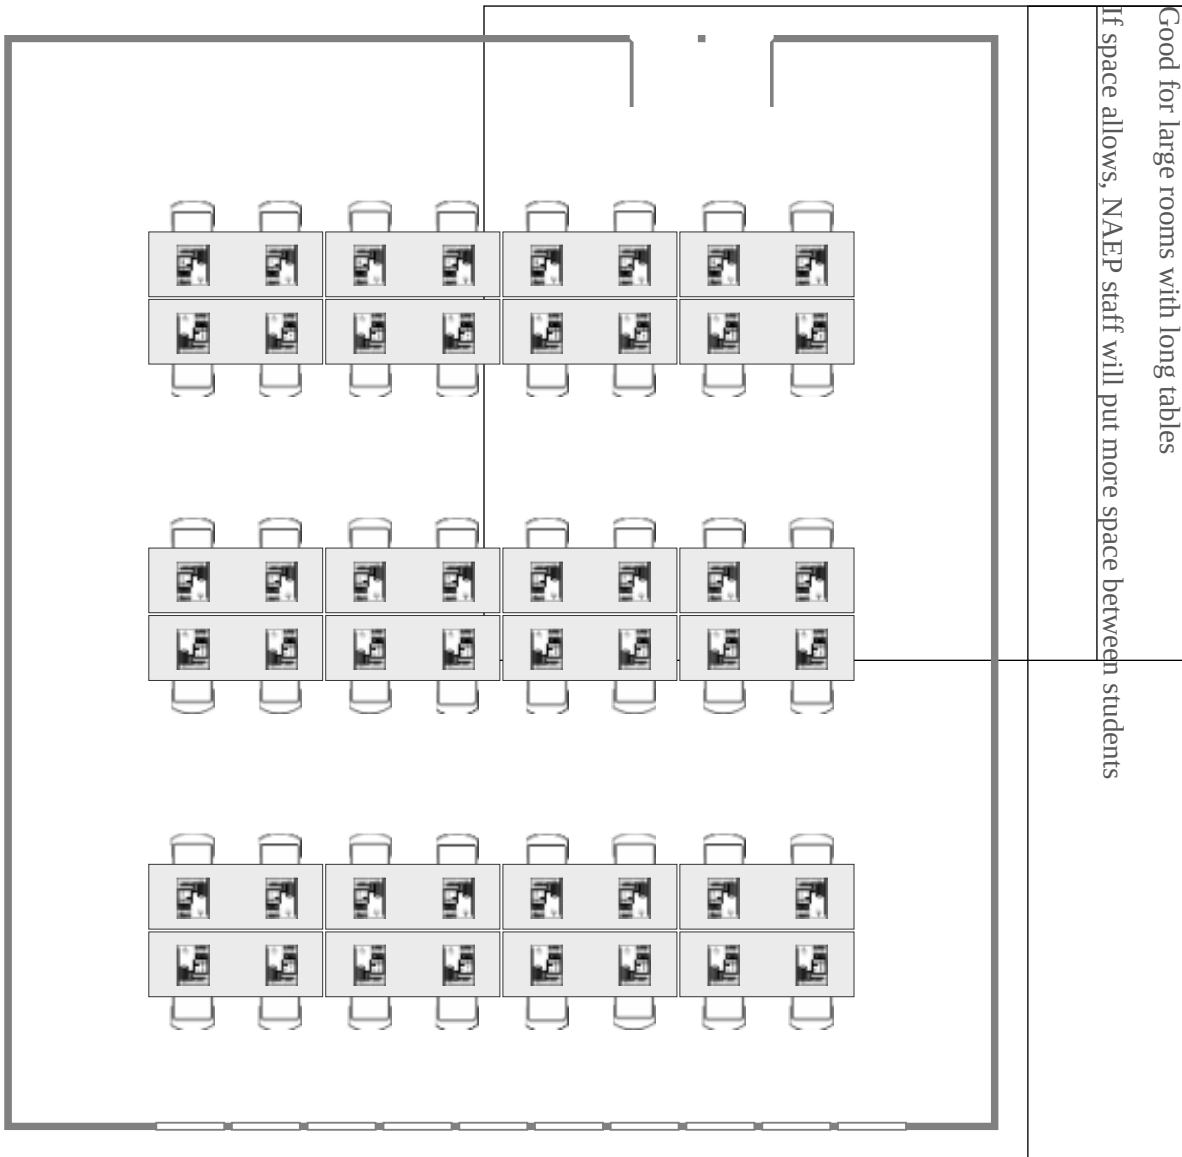 Good for large rooms with long tables
If space allows, NAEP staff will put more space between students